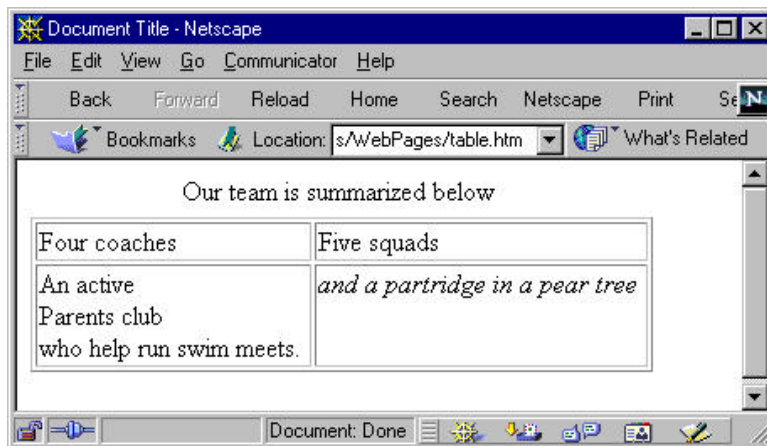 Document Title - Netscape
File Edit View Go Communicator Help
Back Forward Reload Home Search Netscape Print Se N
Bookmarks Location: s/WebPages/table.htm What's Related
Our team is summarized below
Four coaches Five squads
An active and a partridge in a pear tree
Parents club
who help run swim meets.
Document: Done